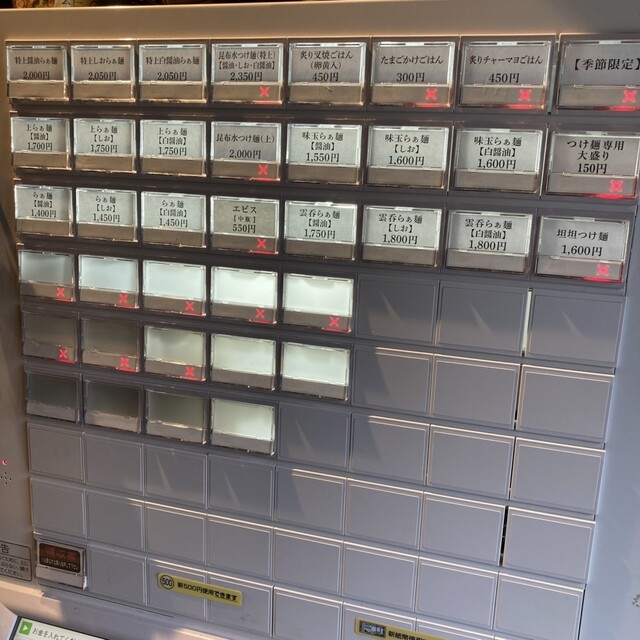 特上醤油らぁ麺
2,000円
特上しおらぁ麺
2,050円
特上白醤油らぁ麺
2,050円
昆布水つけ麺(特上)
【醤油・しお・白醤油】
2,350円
炙り叉焼ごはん
(卵黄入)
450円
たまごかけごはん
300円
炙りチャーマヨごはん
450円
【季節限定】
上らぁ麺
【醤油】
1,700円
上らぁ麺
【しお】
1,750円
上らぁ麺
【白醤油】
1,750円
昆布水つけ麺(上)
2,000円
味玉らぁ麺
【醤油】
1,550円
味玉らぁ麺
【しお】
1,600円
味玉らぁ麺
【白醤油】
1,600円
つけ麺専用
大盛り
150円
らぁ麺
【醤油】
1,400円
らぁ麺
【しお】
1,450円
らぁ麺
【白醤油】
1,450円
エビス
【中瓶】
550円
雲呑らぁ麺
【醤油】
1,750円
雲呑らぁ麺
【しお】
1,800円
雲呑らぁ麺
【白醤油】
1,800円
坦坦つけ麺
1,600円
500 新500円使用できます